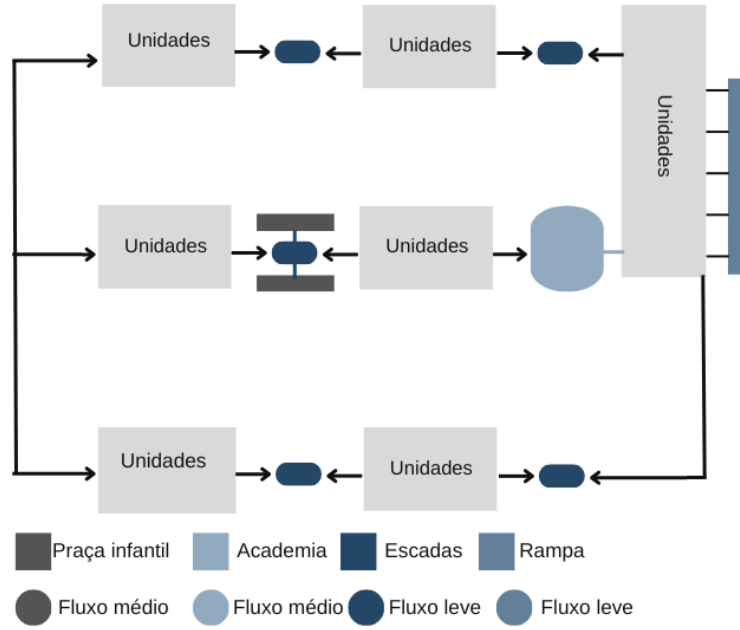 Unidades
Unidades
Unidades
Unidades
Unidades
Unidades
Unidades
Praça infantil
Academia
Escadas
Rampa
Fluxo médio
Fluxo médio
Fluxo leve
Fluxo leve